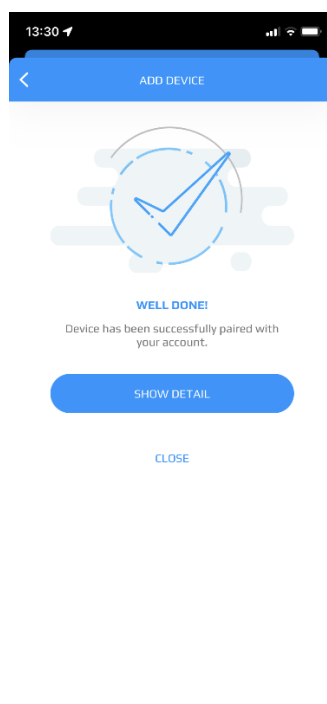 13:30
ADD DEVICE
WELL DONE!
Device has been successfully paired with
your account.
SHOW DETAIL
CLOSE